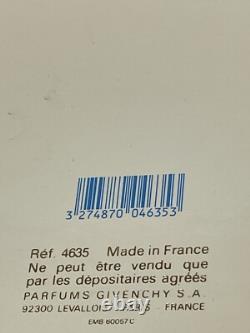 3 274870 046353
Réf. 4635 Made in France
Ne peut être vendu que
par les dépositaires agréés
PARFUMS GIVENCHY S.A.
92300 LEVALLOIS - FRANCE
EMB 60057C